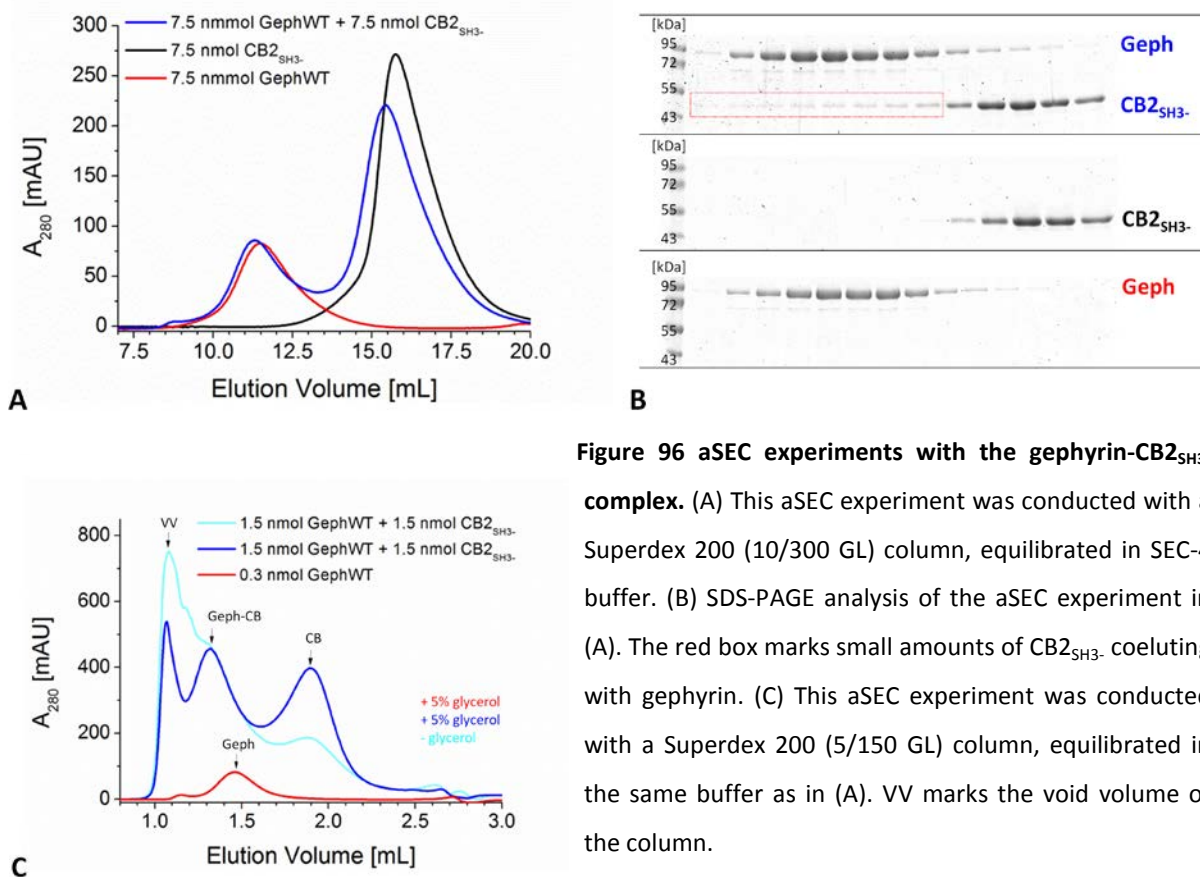 7.5 nmmol GephWT + 7.5 nmol CB2SH3-
7.5 nmol CB2SH3-
7.5 nmmol GephWT
300
250
200
150
100
50
0
A280 [mAU]
7.5 10.0 12.5 15.0 17.5 20.0
Elution Volume [mL]
A
[kDa]
95
72
55
43
Geph
CB2SH3-
[kDa]
95
72
55
43
CB2SH3-
[kDa]
95
72
55
43
Geph
B
1.5 nmol GephWT + 1.5 nmol CB2SH3-
1.5 nmol GephWT + 1.5 nmol CB2SH3-
0.3 nmol GephWT
VV
Geph-CB
CB
Geph
+ 5% glycerol
+ 5% glycerol
- glycerol
800
600
400
200
0
A280 [mAU]
1.0 1.5 2.0 2.5 3.0
Elution Volume [mL]
C
Figure 96 aSEC experiments with the gephyrin-CB2SH3
complex. (A) This aSEC experiment was conducted with
Superdex 200 (10/300 GL) column, equilibrated in SEC-
buffer. (B) SDS-PAGE analysis of the aSEC experiment in
(A). The red box marks small amounts of CB2SH3- coeluting
with gephyrin. (C) This aSEC experiment was conducted
with a Superdex 200 (5/150 GL) column, equilibrated in
the same buffer as in (A). VV marks the void volume
the column.